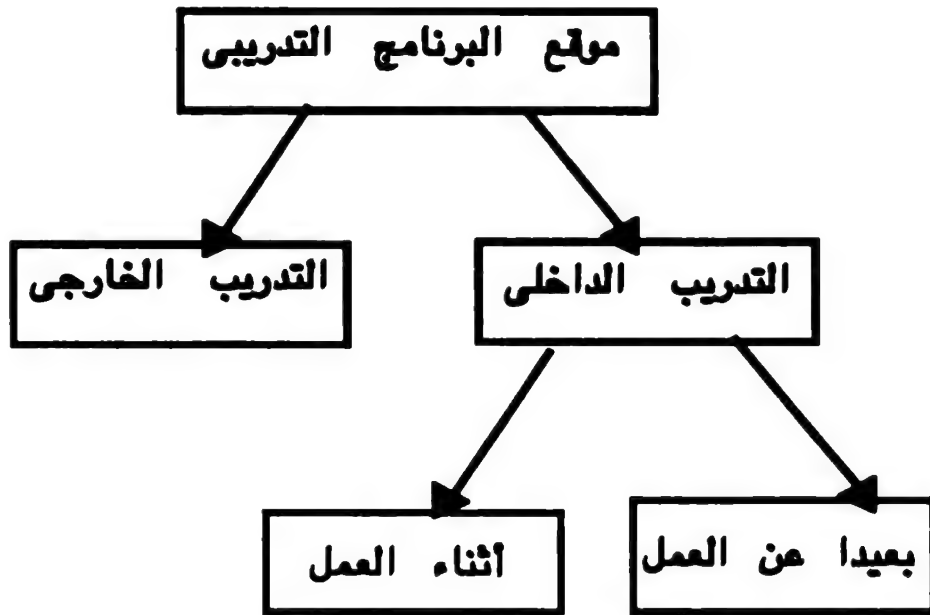 موقع البرنامج التدريبى
التدريب الداخلى
التدريب الخارجى
بعيدا عن العمل
أثناء العمل